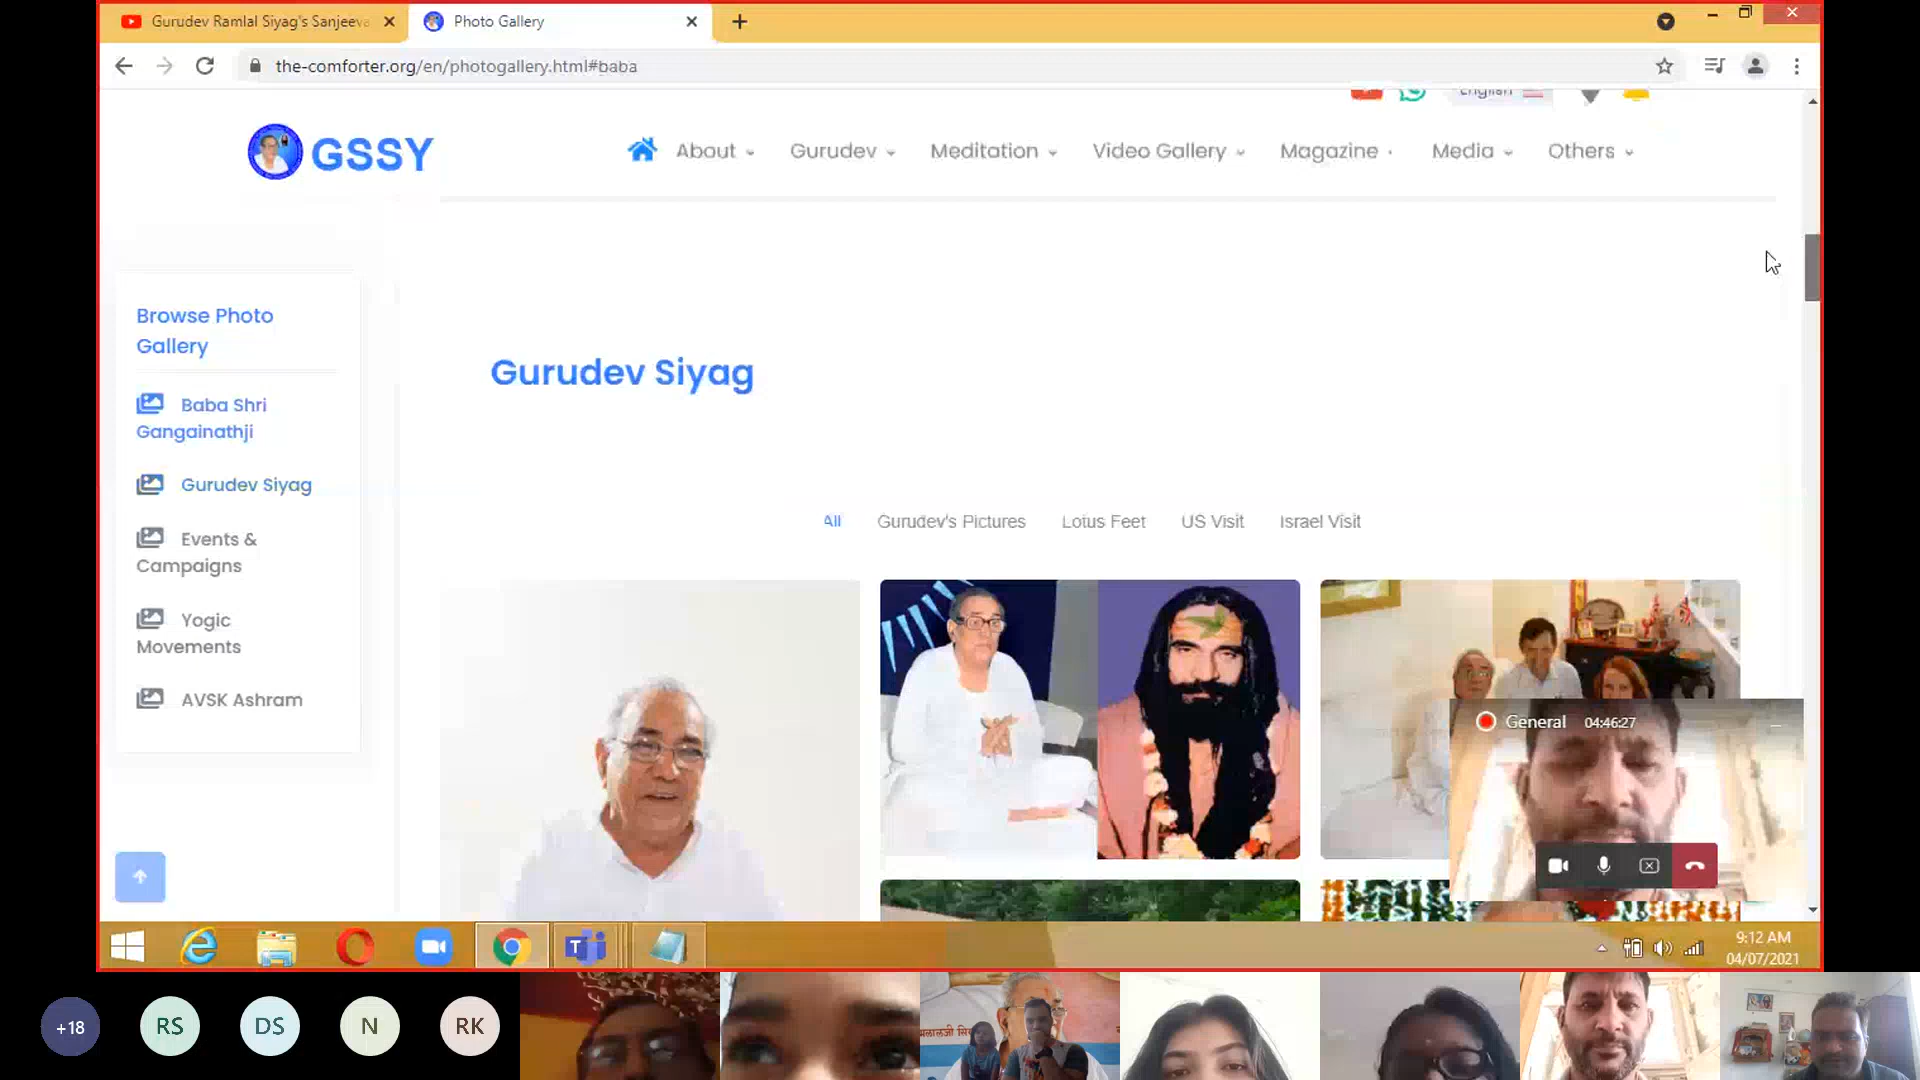 Gurudev Ramlal Siyag's Sanjeeva
Photo Gallery
the-comforter.org/en/photogallery.html#baba
English
GSSY
About
Gurudev
Meditation
Video Gallery
Magazine
Media
Others
Browse Photo
Gallery
Baba Shri
Gangainathji
Gurudev Siyag
Events &
Campaigns
Yogic
Movements
AVSK Ashram
Gurudev Siyag
All
Gurudev's Pictures
Lotus Feet
US Visit
Israel Visit
General
04:46:27
9:12 AM
04/07/2021
+18
RS
DS
N
RK